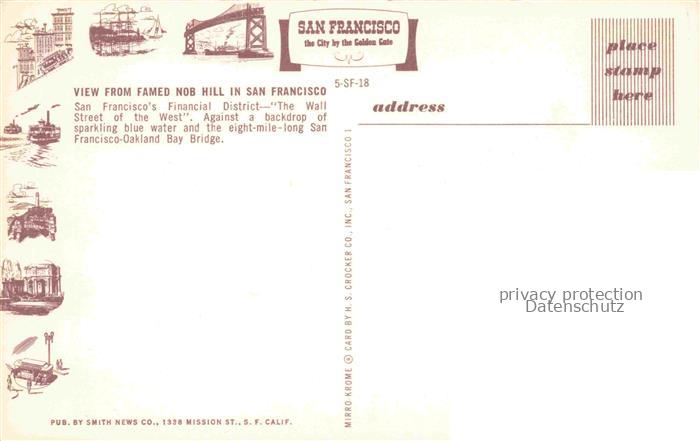 SAN FRANCISCO
the City by the Golden Gate
place
stamp
here
5-SF-18
address
VIEW FROM FAMED NOB HILL IN SAN FRANCISCO
San Francisco's Financial District—"The Wall
Street of the West". Against a backdrop of
sparkling blue water and the eight-mile-long San
Francisco-Oakland Bay Bridge.
MIRRO KROME ® CARD BY H. S. CROCKER CO., INC., SAN FRANCISCO 1
privacy protection
Datenschutz
PUB. BY SMITH NEWS CO., 1328 MISSION ST., S. F. CALIF.